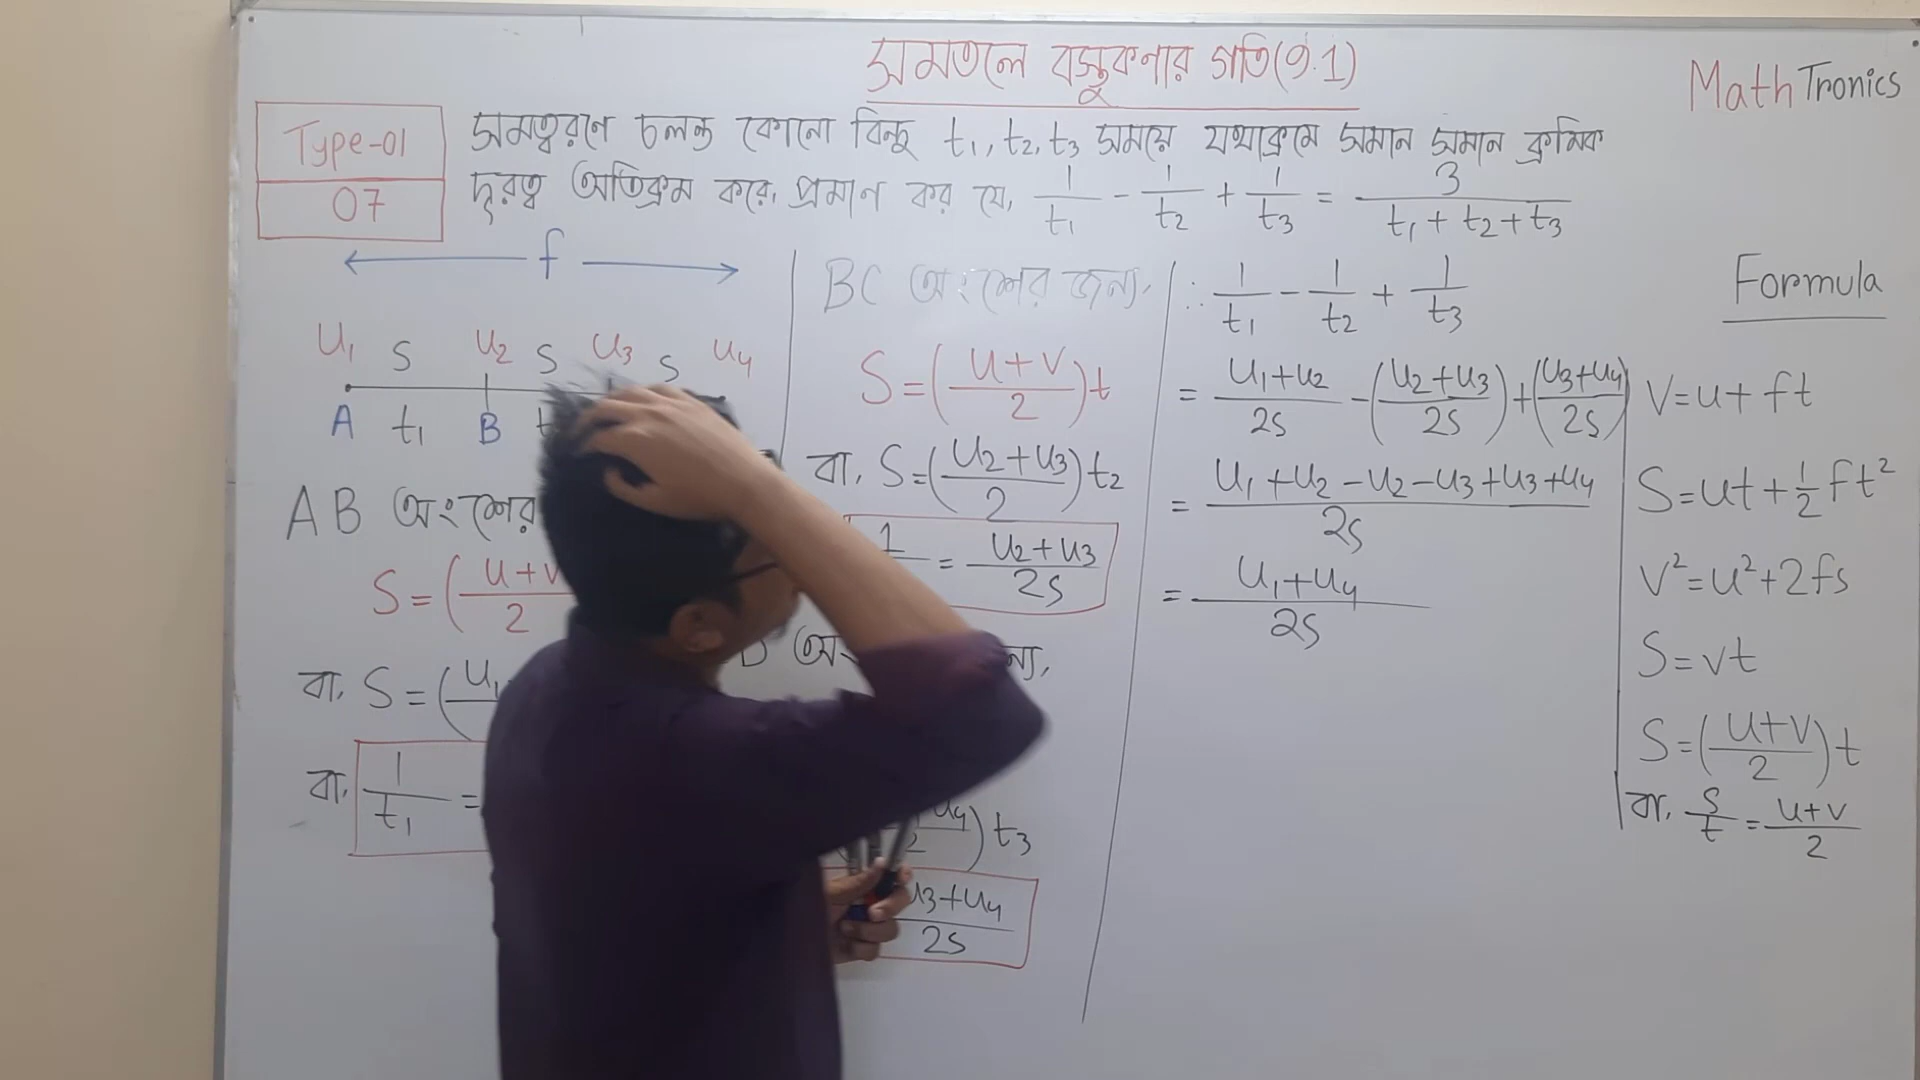 সমতলে বস্তুকণার গতি(9.1)
MathTronics
Type-01
07
সমত্বরণে চলন্ত কোনো বিন্দু t₁, t₂, t₃ সময়ে যথাক্রমে সমান সমান ক্রমিক
দূরত্ব অতিক্রম করে, প্রমাণ কর যে, 1/t₁ - 1/t₂ + 1/t₃ = 3/(t₁ + t₂ + t₃)
f
u₁ s u₂ s u₃ s u₄
A t₁ B t
AB অংশের
S = (u+v/2
বা, S = (u₁
বা, 1/t₁ =
BC অংশের জন্য,
S = ((u+v)/2)t
বা, S = ((u₂+u₃)/2)t₂
1 = (u₂+u₃)/2s
D অং ন্য,
u₄/2) t₃
u₃+u₄/2s
∴ 1/t₁ - 1/t₂ + 1/t₃
= (u₁+u₂)/2s - ((u₂+u₃)/2s) + ((u₃+u₄)/2s)
= (u₁+u₂-u₂-u₃+u₃+u₄)/2s
= (u₁+u₄)/2s
Formula
V=u+ft
S=ut+½ft²
V²=u²+2fs
S=vt
S=((u+v)/2)t
বা, s/t = (u+v)/2